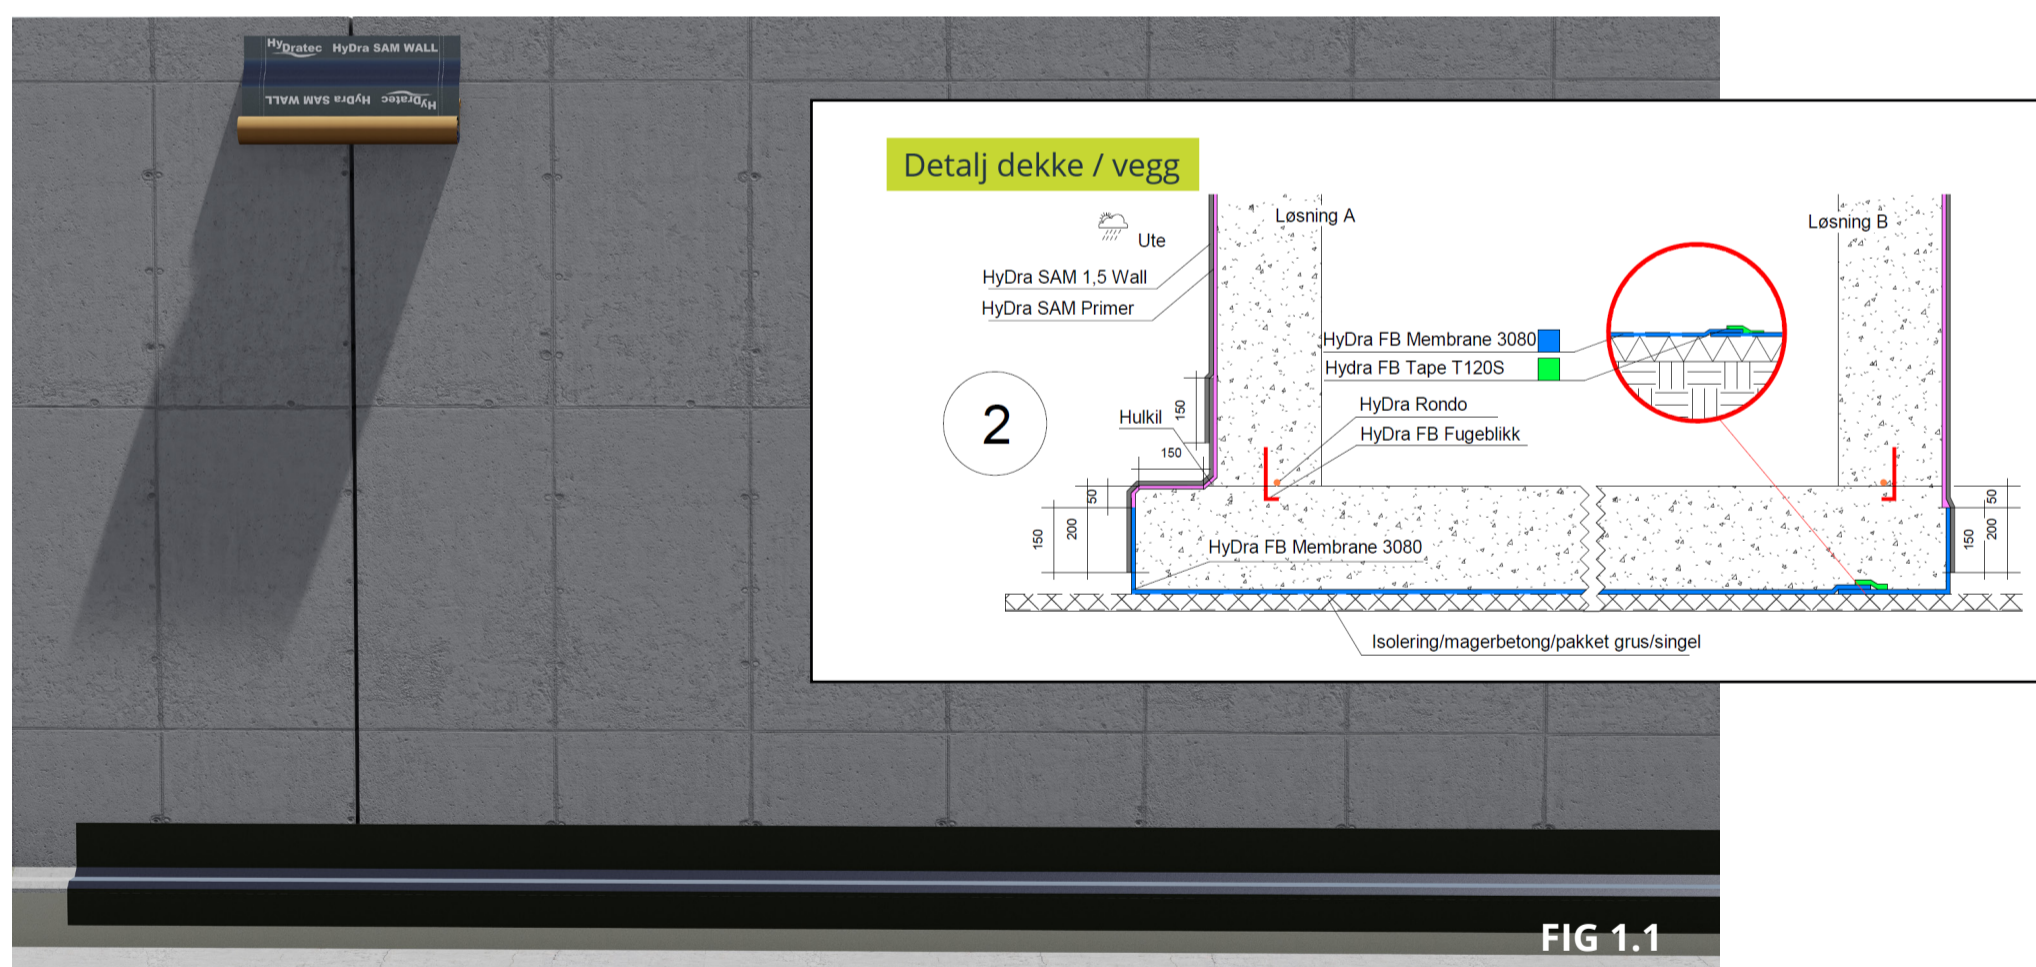 HyDratec HyDra SAM WALL
HyDratec HyDra SAM WALL
Detalj dekke / vegg
Løsning A
Løsning B
Ute
HyDra SAM 1,5 Wall
HyDra SAM Primer
HyDra FB Membrane 3080
Hydra FB Tape T120S
HyDra Rondo
HyDra FB Fugeblikk
2
Hulkil
150
150
50
200
150
50
200
150
HyDra FB Membrane 3080
Isolering/magerbetong/pakket grus/singel
FIG 1.1